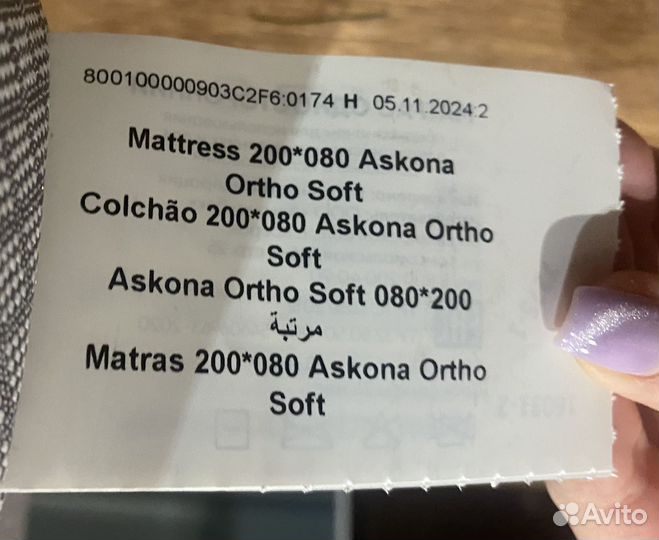 800100000903C2F6:0174 H 05.11.2024:2
Mattress 200*080 Askona
Ortho Soft
Colchão 200*080 Askona Ortho
Soft
Askona Ortho Soft 080*200
مرتبة
Matras 200*080 Askona Ortho
Soft
Avito